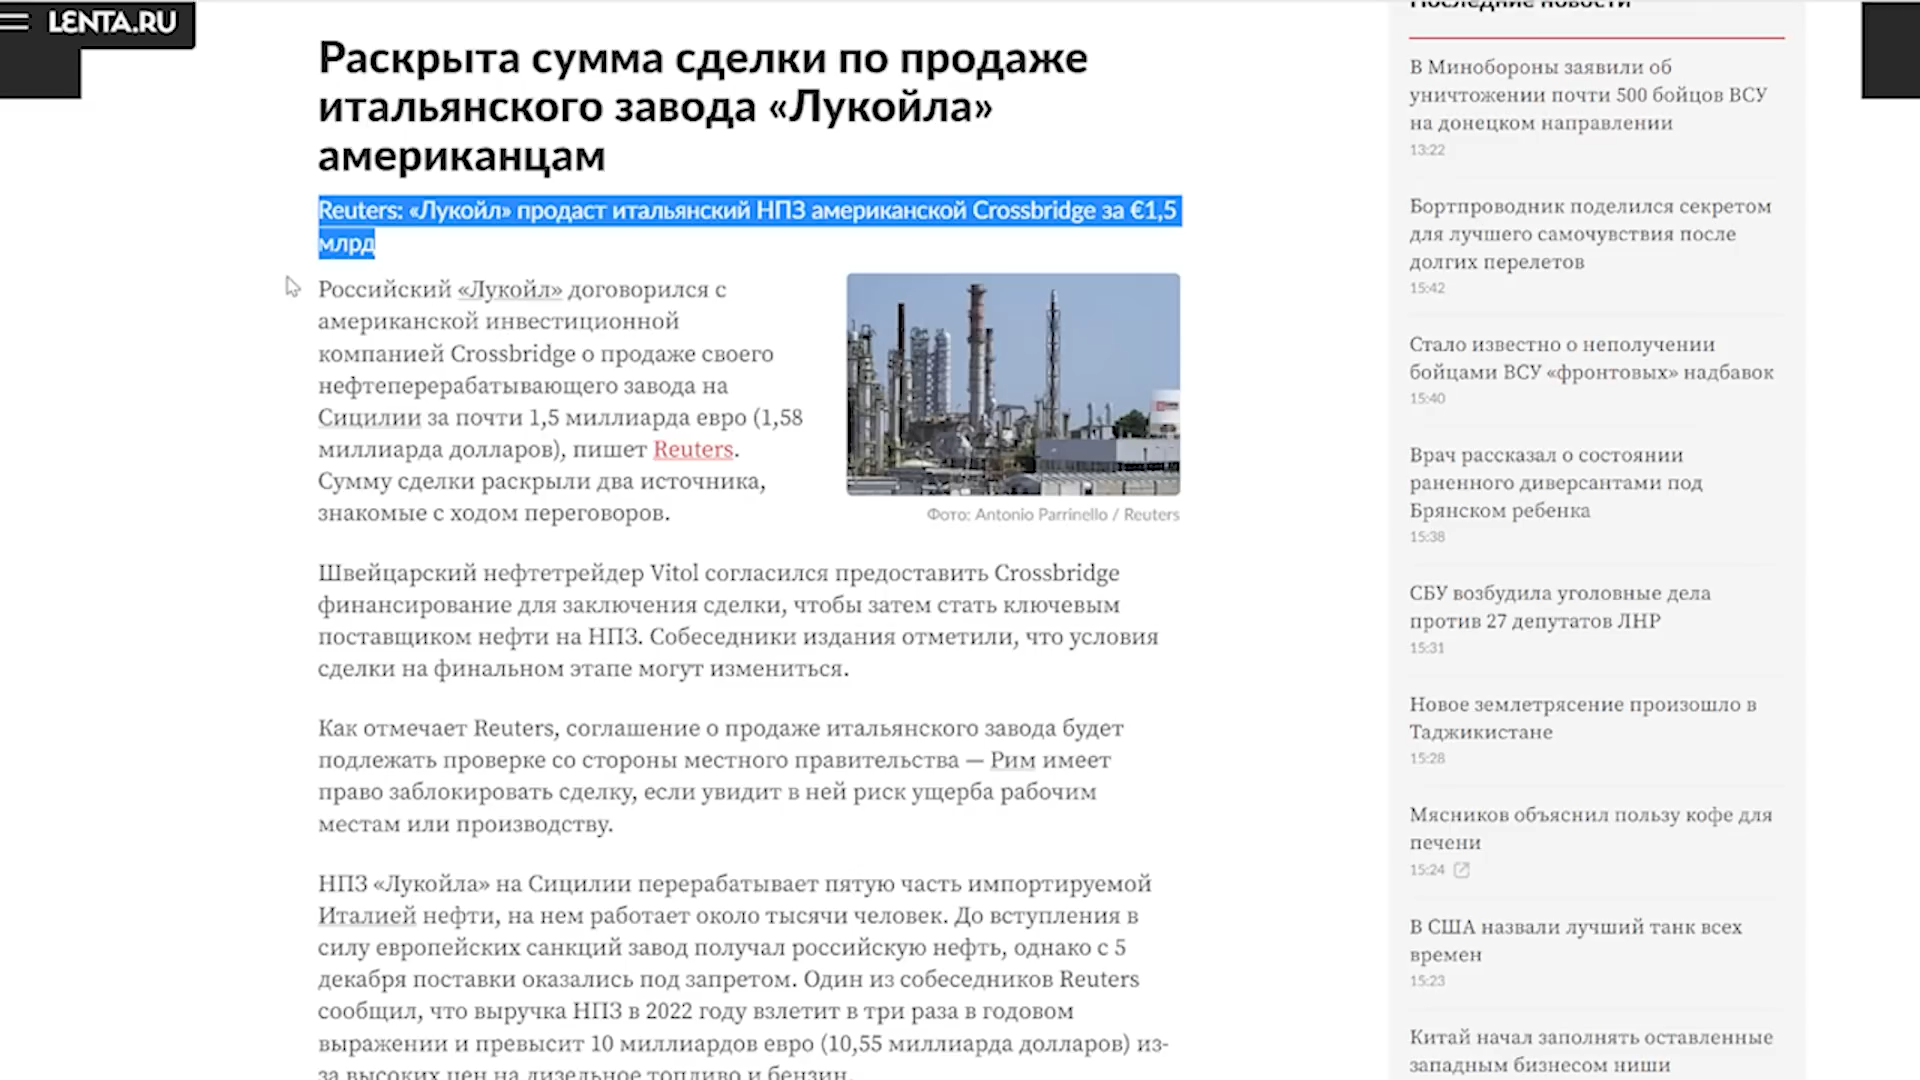 LENTA.RU
Раскрыта сумма сделки по продаже
итальянского завода «Лукойла»
американцам
Reuters: «Лукойл» продаст итальянский НПЗ американской Crossbridge за €1,5
млрд
Российский «Лукойл» договорился с
американской инвестиционной
компанией Crossbridge о продаже своего
нефтеперерабатывающего завода на
Сицилии за почти 1,5 миллиарда евро (1,58
миллиарда долларов), пишет Reuters.
Сумму сделки раскрыли два источника,
знакомые с ходом переговоров.
Фото: Antonio Parrinello / Reuters
Швейцарский нефтетрейдер Vitol согласился предоставить Crossbridge
финансирование для заключения сделки, чтобы затем стать ключевым
поставщиком нефти на НПЗ. Собеседники издания отметили, что условия
сделки на финальном этапе могут измениться.
Как отмечает Reuters, соглашение о продаже итальянского завода будет
подлежать проверке со стороны местного правительства — Рим имеет
право заблокировать сделку, если увидит в ней риск ущерба рабочим
местам или производству.
НПЗ «Лукойла» на Сицилии перерабатывает пятую часть импортируемой
Италией нефти, на нем работает около тысячи человек. До вступления в
силу европейских санкций завод получал российскую нефть, однако с 5
декабря поставки оказались под запретом. Один из собеседников Reuters
сообщил, что выручка НПЗ в 2022 году взлетит в три раза в годовом
выражении и превысит 10 миллиардов евро (10,55 миллиарда долларов) из-
за высоких цен на дизельное топливо и бензин.
Последние новости
В Минобороны заявили об
уничтожении почти 500 бойцов ВСУ
на донецком направлении
13:22
Бортпроводник поделился секретом
для лучшего самочувствия после
долгих перелетов
15:42
Стало известно о неполучении
бойцами ВСУ «фронтовых» надбавок
15:40
Врач рассказал о состоянии
раненного диверсантами под
Брянском ребенка
15:38
СБУ возбудила уголовные дела
против 27 депутатов ЛНР
15:31
Новое землетрясение произошло в
Таджикистане
15:28
Мясников объяснил пользу кофе для
печени
15:24
В США назвали лучший танк всех
времен
15:23
Китай начал заполнять оставленные
западным бизнесом ниши